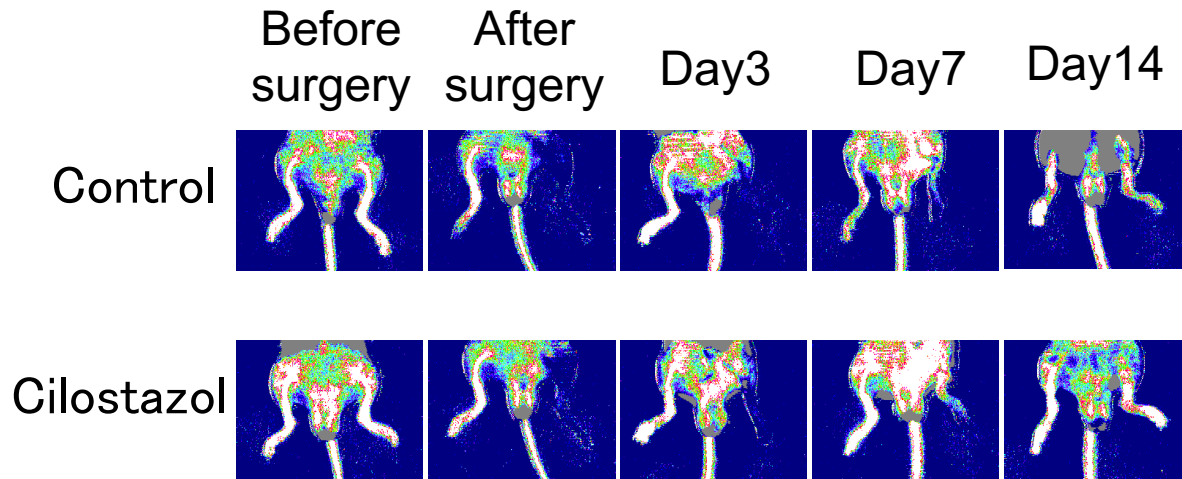 Before
surgery
After
surgery
Day3
Day7
Day14
Control
Cilostazol